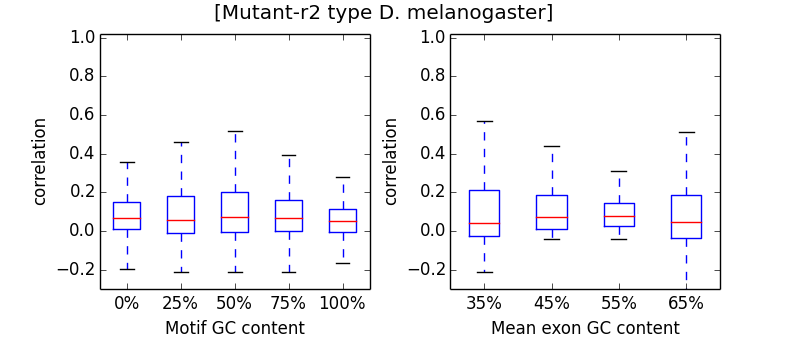 [Mutant-r2 type D. melanogaster]
1.0
0.8
0.6
0.4
0.2
0.0
−0.2
correlation
0% 25% 50% 75% 100%
Motif GC content
1.0
0.8
0.6
0.4
0.2
0.0
−0.2
correlation
35% 45% 55% 65%
Mean exon GC content